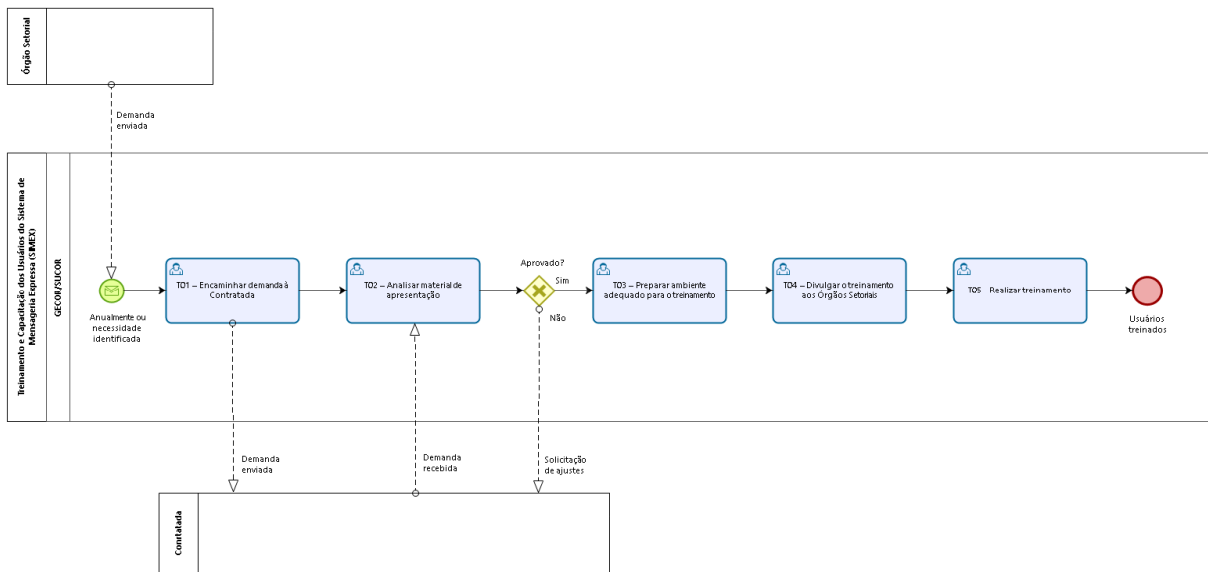 Órgão Setorial
Demanda
enviada
Treinamento e Capacitação dos Usuários do Sistema de
Mensageria Expressa (SIMEX)
GECOR/SUCOR
Anualmente ou
necessidade
identificada
T01 – Encaminhar demanda à
Contratada
T02 – Analisar material de
apresentação
Aprovado?
Sim
Não
T03 – Preparar ambiente
adequado para o treinamento
T04 – Divulgar o treinamento
aos Órgãos Setoriais
T05 Realizar treinamento
Usuários
treinados
Demanda
enviada
Demanda
recebida
Solicitação
de ajustes
Contratada